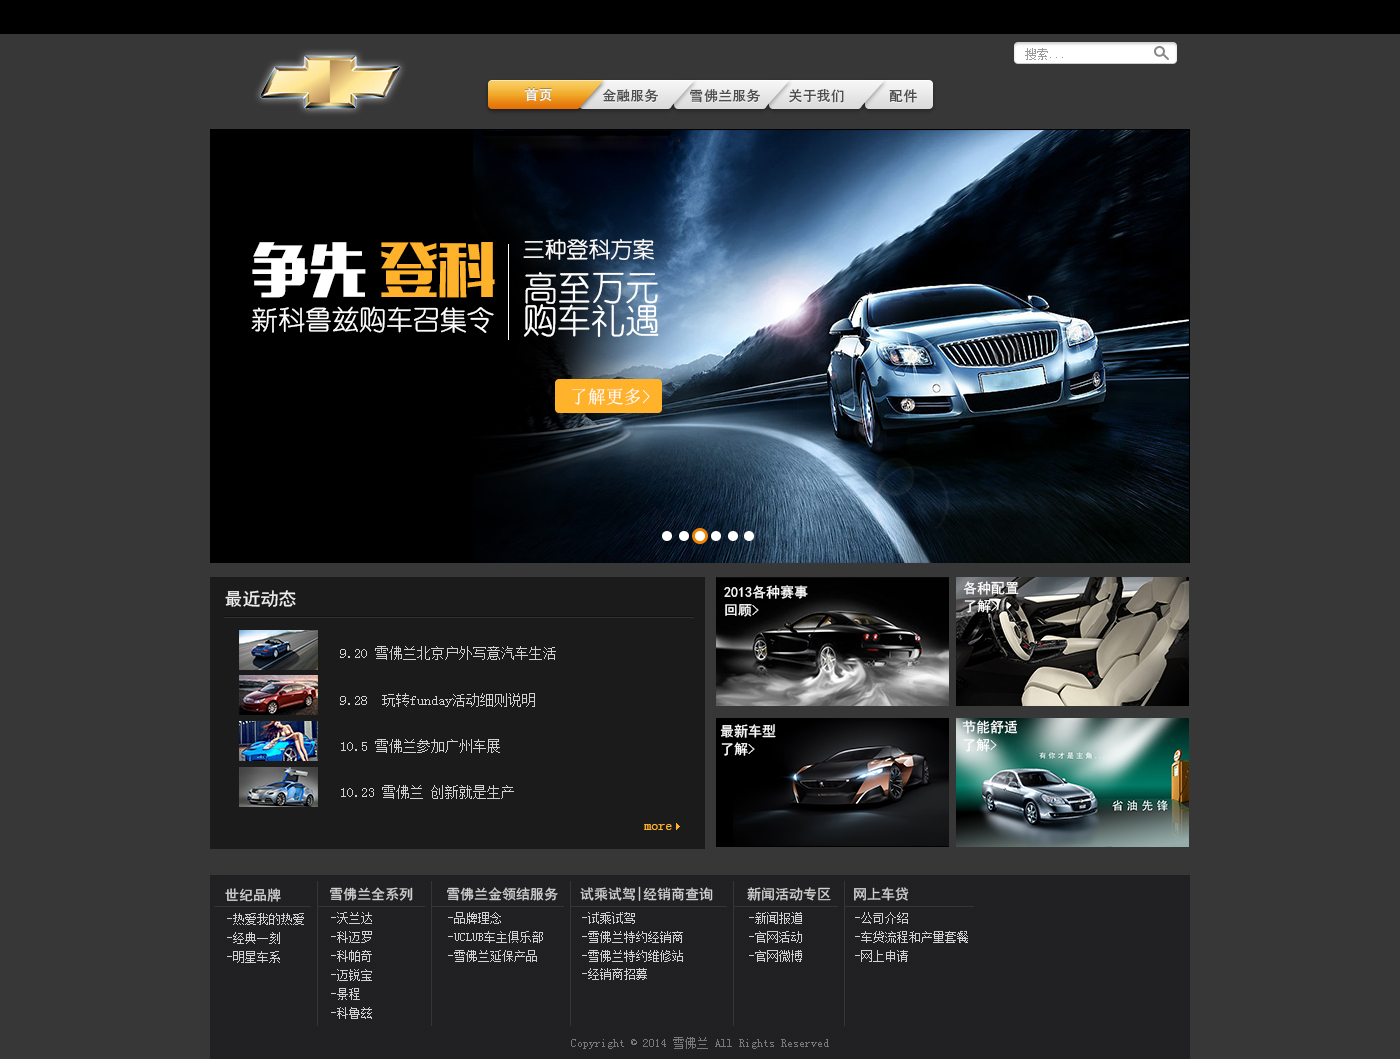 搜索...
首页 金融服务 雪佛兰服务 关于我们 配件
争先 登科
新科鲁兹购车召集令
三种登科方案
高至万元
购车礼遇
了解更多>
最近动态
9.20 雪佛兰北京户外写意汽车生活
9.28 玩转funday活动细则说明
10.5 雪佛兰参加广州车展
10.23 雪佛兰 创新就是生产
more
2013各种赛事
回顾>
各种配置
了解>
最新车型
了解>
节能舒适
了解>
有你才是主角...
省油先锋
世纪品牌
-热爱我的热爱
-经典一刻
-明星车系
雪佛兰全系列
-沃兰达
-科迈罗
-科帕奇
-迈锐宝
-景程
-科鲁兹
雪佛兰金领结服务
-品牌理念
-UCLUB车主俱乐部
-雪佛兰延保产品
试乘试驾|经销商查询
-试乘试驾
-雪佛兰特约经销商
-雪佛兰特约维修站
-经销商招募
新闻活动专区
-新闻报道
-官网活动
-官网微博
网上车贷
-公司介绍
-车贷流程和产量套餐
-网上申请
Copyright © 2014 雪佛兰 All Rights Reserved